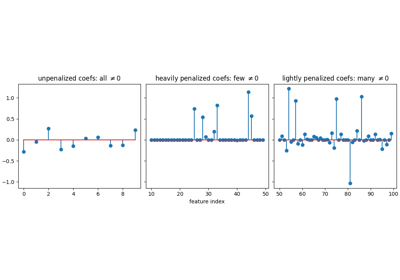 unpenalized coefs: all ≠0
heavily penalized coefs: few ≠0
lightly penalized coefs: many ≠0
1.0
0.5
0.0
−0.5
−1.0
0 2 4 6 8
10 20 30 40 50
50 60 70 80 90 100
feature index